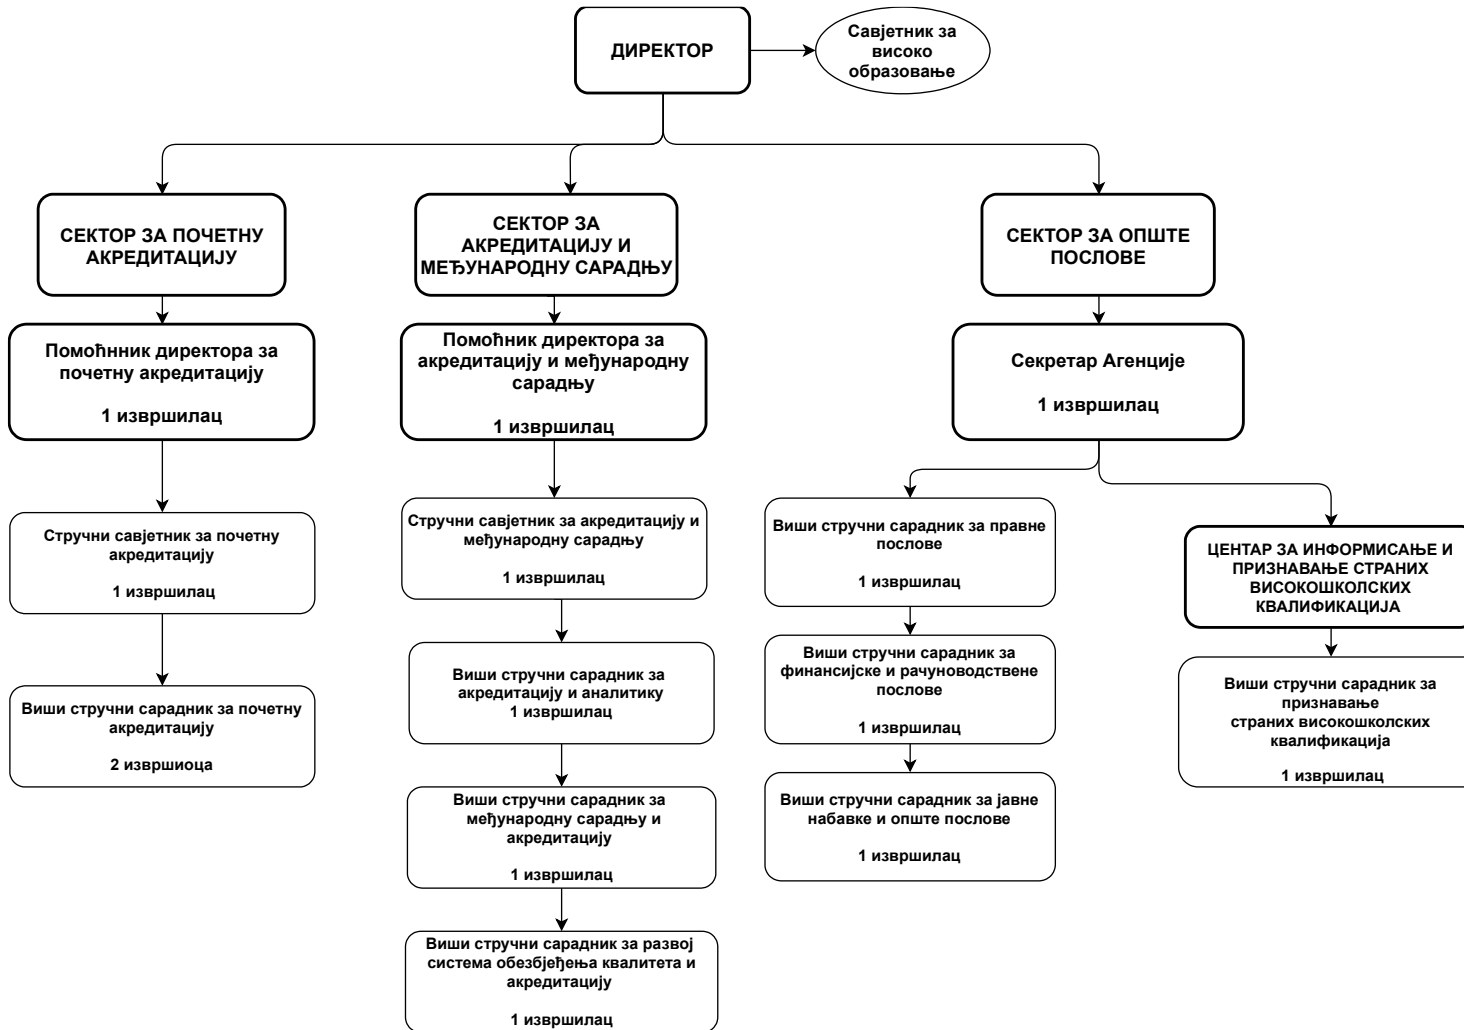 ДИРЕКТОР
Савјетник за
високо
образовање
СЕКТОР ЗА ПОЧЕТНУ
АКРЕДИТАЦИЈУ
СЕКТОР ЗА
АКРЕДИТАЦИЈУ И
МЕЂУНАРОДНУ САРАДЊУ
СЕКТОР ЗА ОПШТЕ
ПОСЛОВЕ
Помоћнник директора за
почетну акредитацију
1 извршилац
Помоћник директора за
акредитацију и међународну
сарадњу
1 извршилац
Секретар Агенције
1 извршилац
Стручни савјетник за почетну
акредитацију
1 извршилац
Стручни савјетник за акредитацију и
међународну сарадњу
1 извршилац
Виши стручни сарадник за правне
послове
1 извршилац
ЦЕНТАР ЗА ИНФОРМИСАЊЕ И
ПРИЗНАВАЊЕ СТРАНИХ
ВИСОКОШКОЛСКИХ
КВАЛИФИКАЦИЈА
Виши стручни сарадник за почетну
акредитацију
2 извршиоца
Виши стручни сарадник за
акредитацију и аналитику
1 извршилац
Виши стручни сарадник за
финансијске и рачуноводствене
послове
1 извршилац
Виши стручни сарадник за
признавање
страних високошколских
квалификација
1 извршилац
Виши стручни сарадник за
међународну сарадњу и
акредитацију
1 извршилац
Виши стручни сарадник за јавне
набавке и опште послове
1 извршилац
Виши стручни сарадник за развој
система обезбјеђења квалитета и
акредитацију
1 извршилац